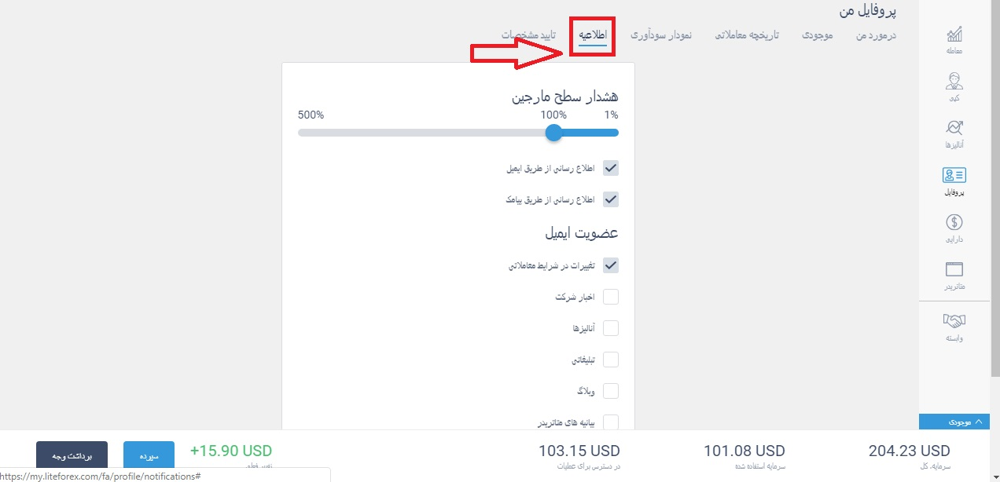 پروفایل من
درمورد من	موجودی	تاریخچه معاملاتی	نمودار سودآوری	اطلاعیه	تایید مشخصات
معامله
کپی
آنالیزها
پروفایل
دارایی
متاتریدر
وابسته
هشدار سطح مارجین
1%	100%	500%
اطلاع رسانی از طریق ایمیل
اطلاع رسانی از طریق پیامک
عضویت ایمیل
تغییرات در شرایط معاملاتی
اخبار شرکت
آنالیزها
تبلیغاتی
وبلاگ
بیانیه های متاتریدر
موجودی
204.23 USD	101.08 USD	103.15 USD	+15.90 USD
سرمایه، کل	سرمایه استفاده شده	در دسترس برای عملیات	تغییر
سپرده	برداشت وجه
https://my.liteforex.com/fa/profile/notifications#